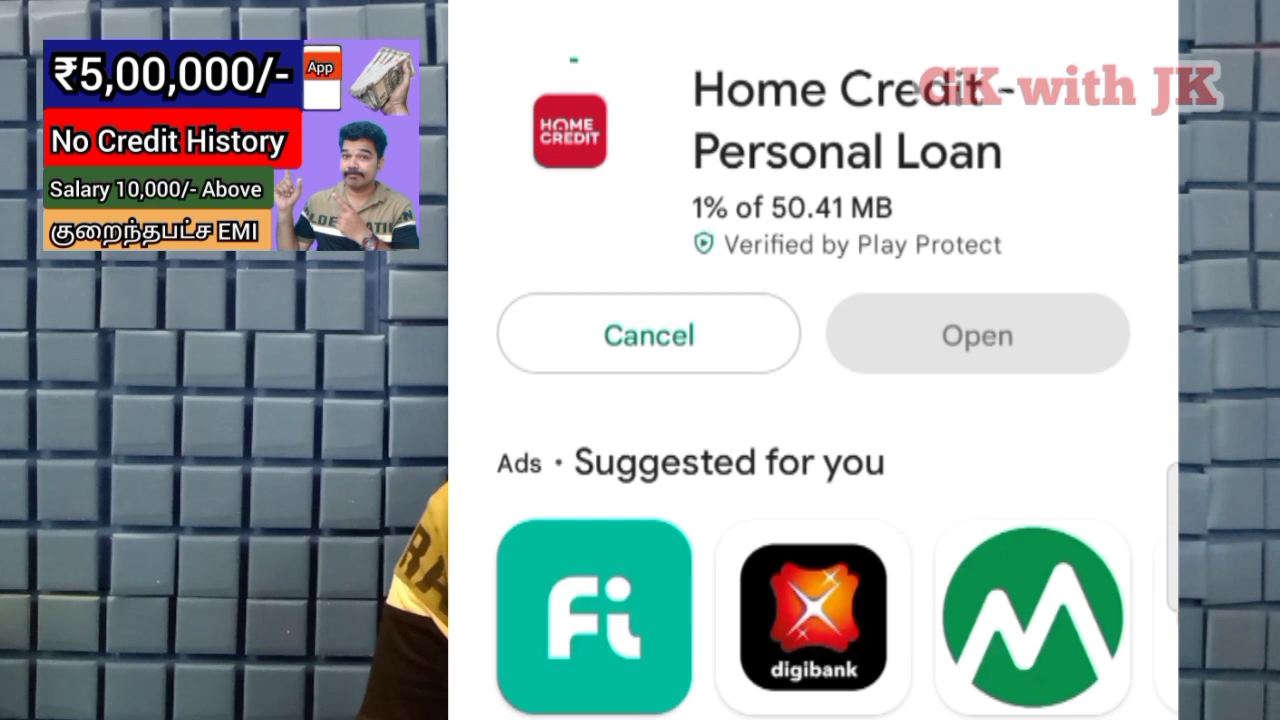 ₹5,00,000/-
App
No Credit History
Salary 10,000/- Above
குறைந்தபட்ச EMI
GK with JK
HOME
CREDIT
Home Credit -
Personal Loan
1% of 50.41 MB
Verified by Play Protect
Cancel
Open
Ads • Suggested for you
Fi
digibank